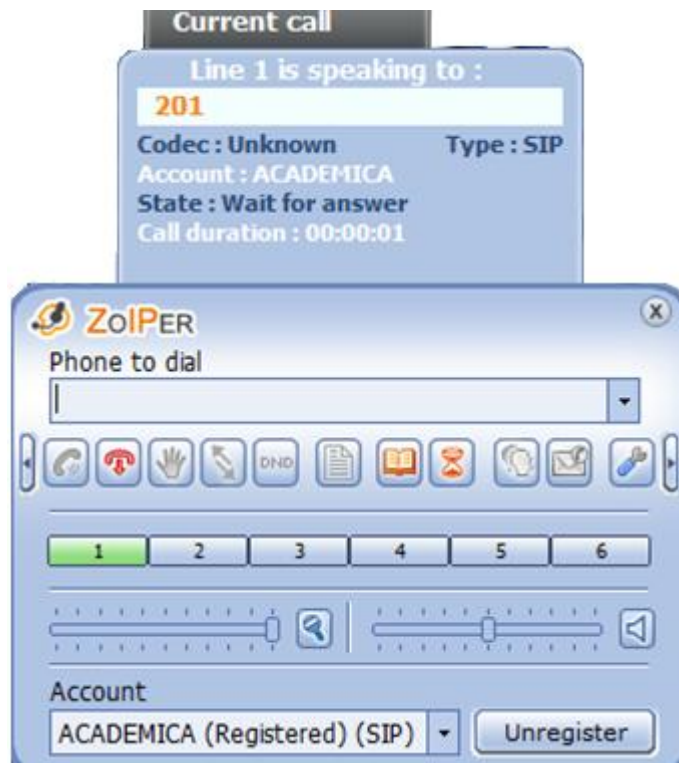 Current call
Line 1 is speaking to :
201
Codec : Unknown Type : SIP
Account : ACADEMICA
State : Wait for answer
Call duration : 00:00:01
ZOIPER
Phone to dial
DND
1 2 3 4 5 6
Account
ACADEMICA (Registered) (SIP) Unregister